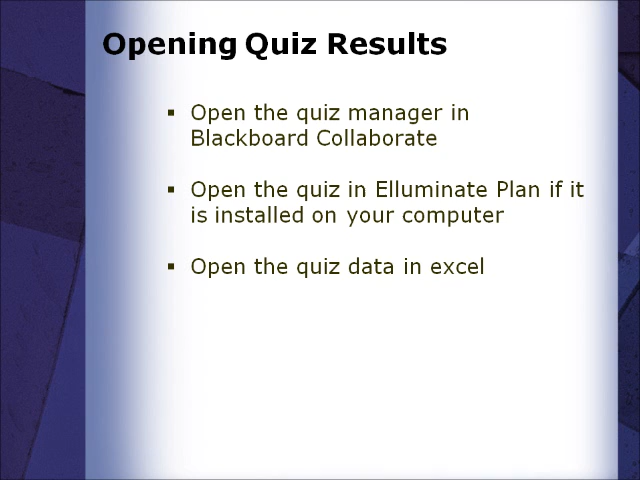 Opening Quiz Results
▪ Open the quiz manager in
Blackboard Collaborate
▪ Open the quiz in Elluminate Plan if it
is installed on your computer
▪ Open the quiz data in excel